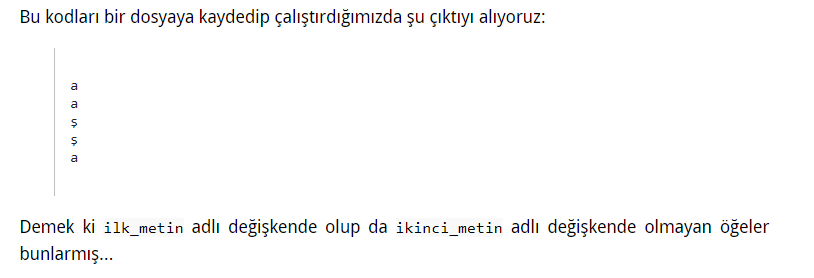 Bu kodları bir dosyaya kaydedip çalıştırdığımızda şu çıktıyı alıyoruz:
a
a
ş
ş
a
Demek ki ilk_metin adlı değişkende olup da ikinci_metin adlı değişkende olmayan öğeler
bunlarmış...